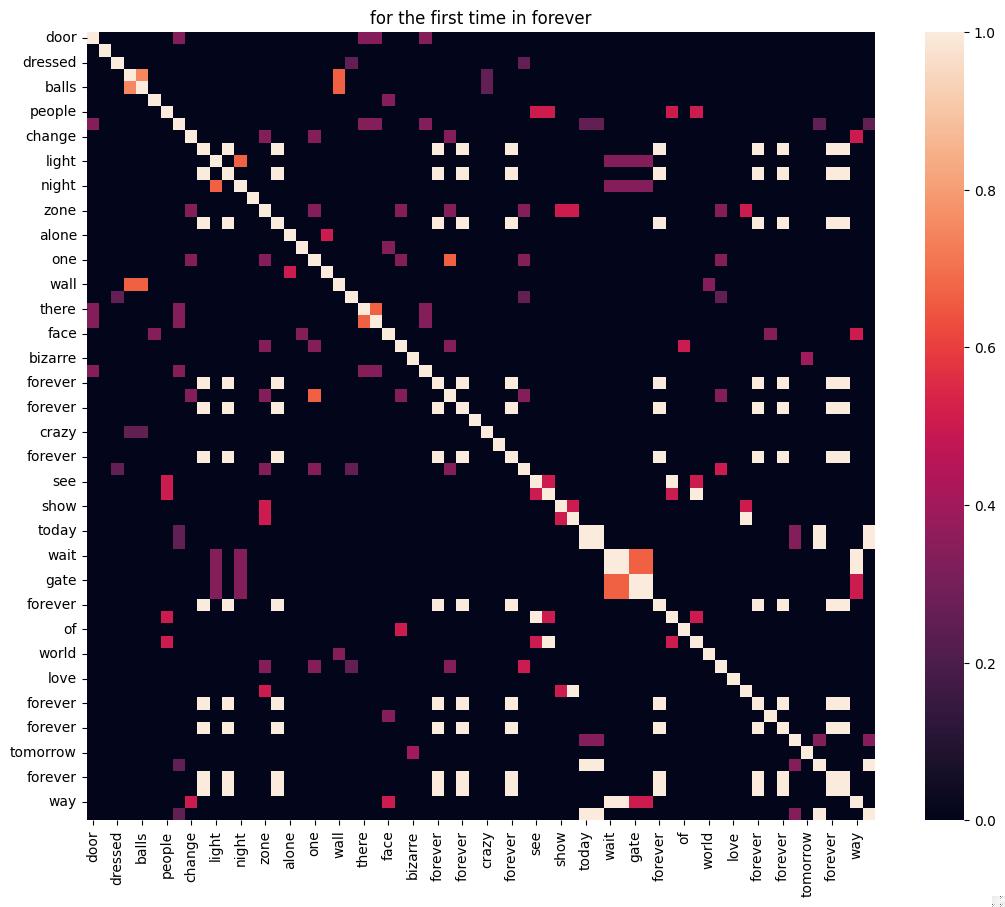 for the first time in forever
door
dressed
balls
people
change
light
night
zone
alone
one
wall
there
face
bizarre
forever
forever
crazy
forever
see
show
today
wait
gate
forever
of
world
love
forever
forever
tomorrow
forever
way
1.0
0.8
0.6
0.4
0.2
0.0
door
dressed
balls
people
change
light
night
zone
alone
one
wall
there
face
bizarre
forever
forever
crazy
forever
see
show
today
wait
gate
forever
of
world
love
forever
forever
tomorrow
forever
way